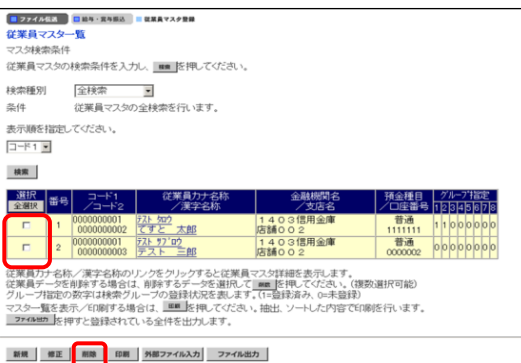 ファイル伝送 給与・賞与振込 従業員マスタ登録
従業員マスター覧
マスタ検索条件
従業員マスタの検索条件を入力し、 検索 を押してください。
検索種別 全検索
条件 従業員マスタの全検索を行います。
表示順を指定してください。
コード1
検索
選択 全選択 番号 コード1 /コード2 従業員カナ名称 /漢字名称 金融機関名 /支店名 預金種目 /口座番号 グループ指定 1 2 3 4 5 6 7 8
1 0000000001 0000000002 テスト タロウ てすと 太郎 1403信用金庫 店舗002 普通 1111111 1 1 0 0 0 0 0 0
2 0000000001 0000000003 テスト サブロウ テスト 三郎 1403信用金庫 店舗002 普通 0000002 0 0 0 0 0 0 0 0
従業員カナ名称/漢字名称のリンクをクリックすると従業員マスタ詳細を表示します。
従業員データを削除する場合は、削除するデータを選択して 削除 を押してください。(複数選択可能)
グループ指定の数字は検索グループの登録状況を表します。(1=登録済み、0=未登録)
マスター覧を表示/印刷する場合は、 印刷 を押してください。抽出、ソートした内容で印刷を行います。
ファイル出力 を押すと登録されている全件を出力します。
新規 修正 削除 印刷 外部ファイル入力 ファイル出力